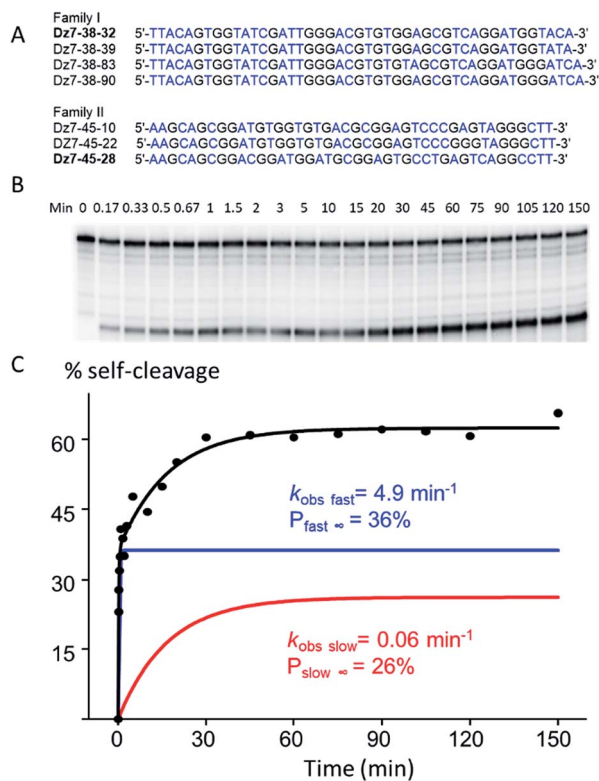 A
Family I
Dz7-38-32 5'-TTACAGTGGTATCGATTGGGACGTGTGGAGCGTCAGGATGGTACA-3'
Dz7-38-39 5'-TTACAGTGGTATCGATTGGGACGTGTGGAGCGTCAGGATGGTATA-3'
Dz7-38-83 5'-TTACAGTGGTATCGATTGGGACGTGTGTAGCGTCAGGATGGGATCA-3'
Dz7-38-90 5'-TTACAGTGGTATCGATTGGGACGTGTGGAGCGTCAGGATGGGATCA-3'
Family II
Dz7-45-10 5'-AAGCAGCGGATGTGGTGTGACGCGGAGTCCCGAGTAGGGCTT-3'
DZ7-45-22 5'-AAGCAGCGGATGTGGTGTGACGCGGAGTCCCGGGTAGGGCTT-3'
Dz7-45-28 5'-AAGCAGCGGACGGATGGATGCGGAGTGCCTGAGTCAGGCCTT-3'
B
Min 0 0.17 0.33 0.5 0.67 1 1.5 2 3 5 10 15 20 30 45 60 75 90 105 120 150
C
% self-cleavage
60
45
30
15
k obs fast = 4.9 min-1
P fast ∞ = 36%
k obs slow = 0.06 min-1
P slow ∞ = 26%
0 30 60 90 120 150
Time (min)